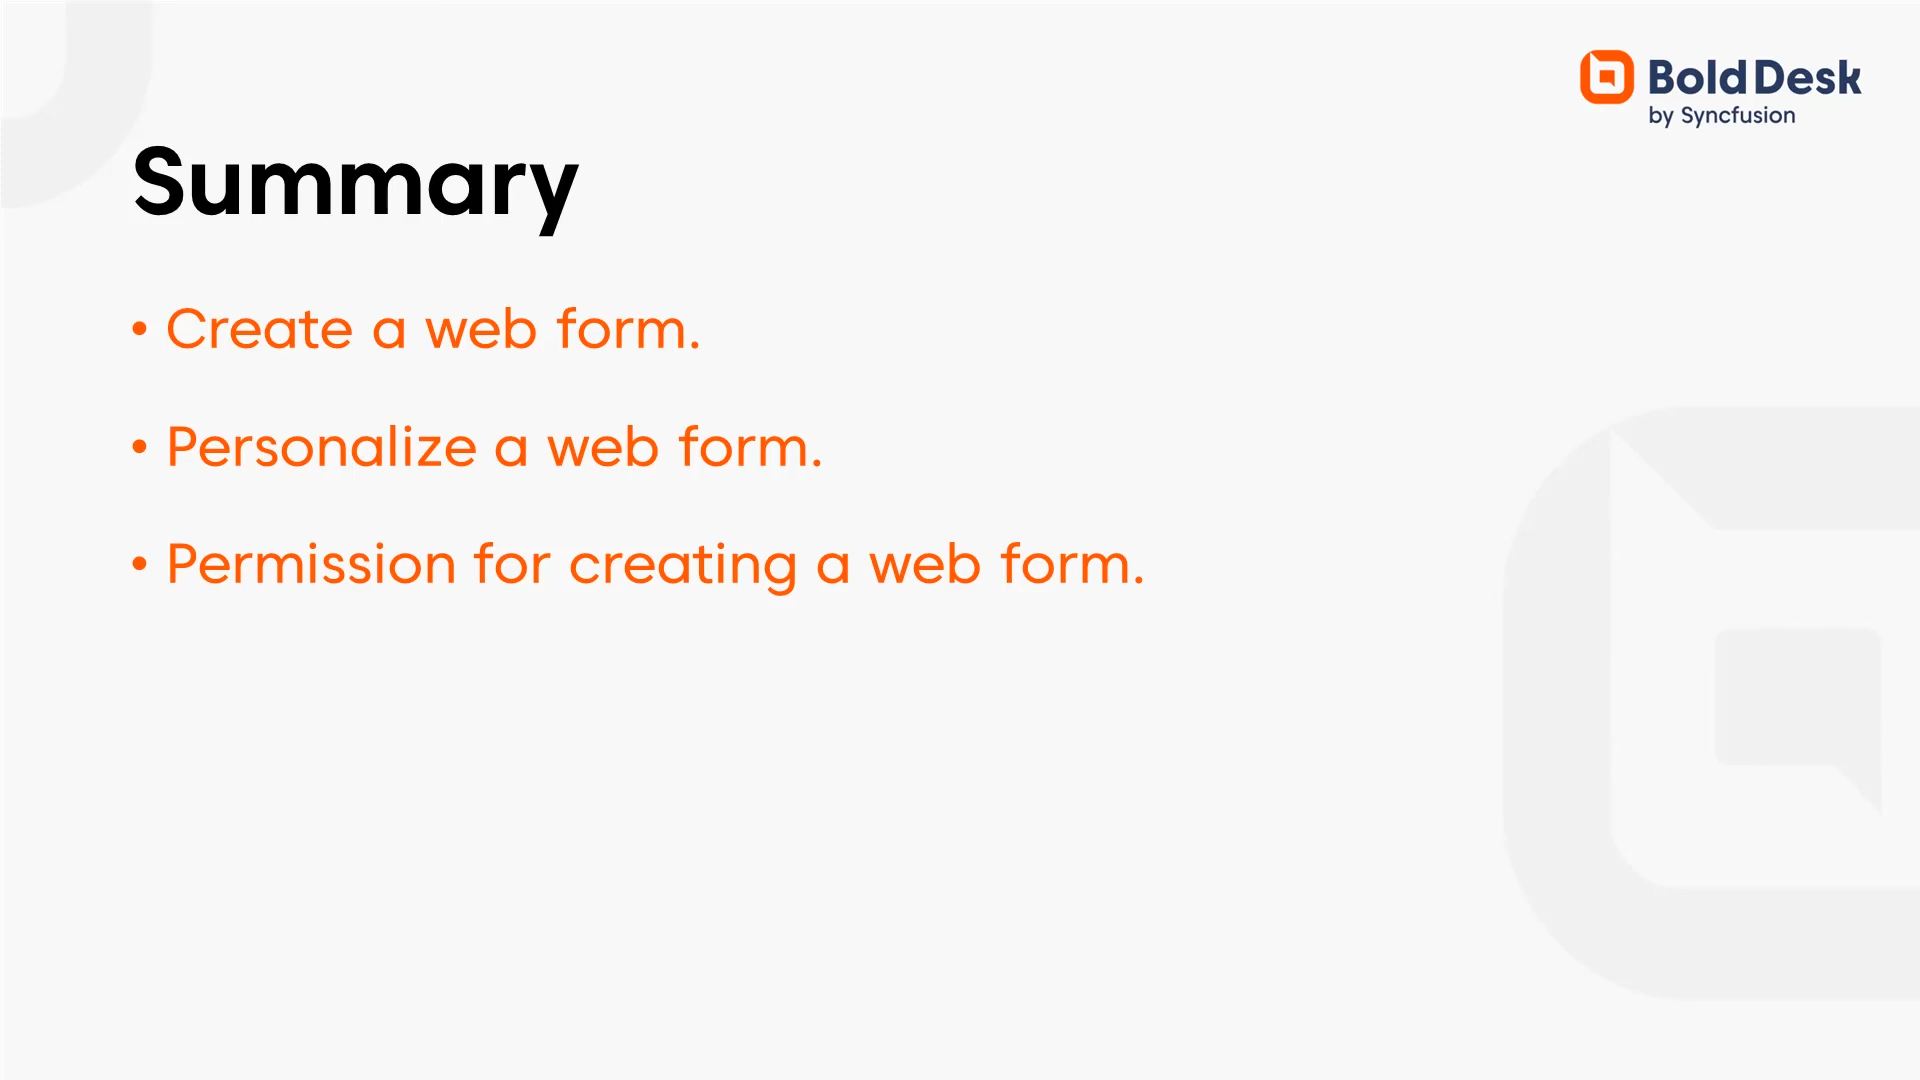 BoldDesk
by Syncfusion
Summary
• Create a web form.
• Personalize a web form.
• Permission for creating a web form.